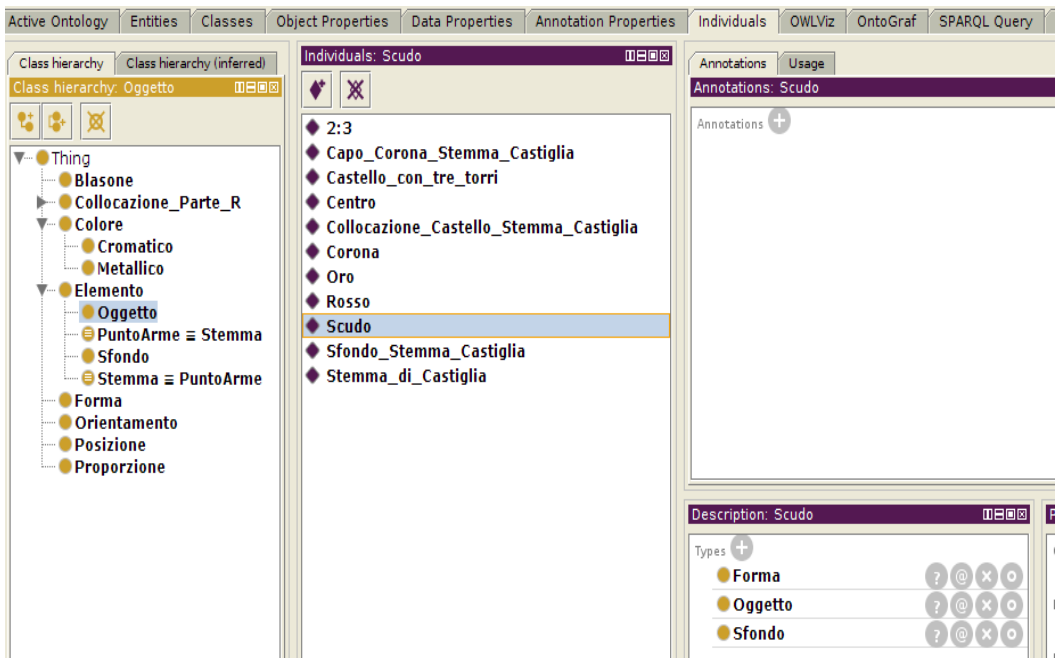 Active Ontology Entities Classes Object Properties Data Properties Annotation Properties Individuals OWLViz OntoGraf SPARQL Query
Class hierarchy Class hierarchy (inferred)
Class hierarchy: Oggetto
Thing
Blasone
Collocazione_Parte_R
Colore
Cromatico
Metallico
Elemento
Oggetto
PuntoArme ≡ Stemma
Sfondo
Stemma ≡ PuntoArme
Forma
Orientamento
Posizione
Proporzione
Individuals: Scudo
2:3
Capo_Corona_Stemma_Castiglia
Castello_con_tre_torri
Centro
Collocazione_Castello_Stemma_Castiglia
Corona
Oro
Rosso
Scudo
Sfondo_Stemma_Castiglia
Stemma_di_Castiglia
Annotations Usage
Annotations: Scudo
Annotations
Description: Scudo
Types
Forma
Oggetto
Sfondo